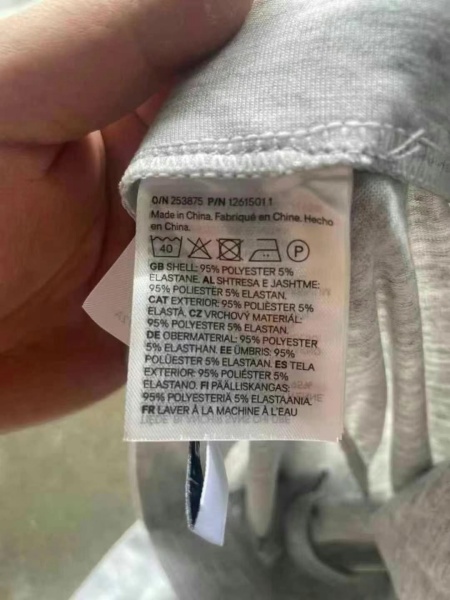 O/N 253875 P/N 1261501 1
Made in China. Fabriqué en Chine. Hecho
en China.
40 P
GB SHELL: 95% POLYESTER 5%
ELASTANE. AL SHTRESA E JASHTME:
95% POLIESTER 5% ELASTAN.
CAT EXTERIOR: 95% POLIÈSTER 5%
ELASTÀ. CZ VRCHOVÝ MATERIÁL:
95% POLYESTER 5% ELASTAN.
DE OBERMATERIAL: 95% POLYESTER
5% ELASTHAN. EE ÜMBRIS: 95%
POLÜESTER 5% ELASTAAN. ES TELA
EXTERIOR: 95% POLIÉSTER 5%
ELASTANO. FI PÄÄLLISKANGAS:
95% POLYESTERIÄ 5% ELASTAANIA.
FR LAVER À LA MACHINE À L'EAU